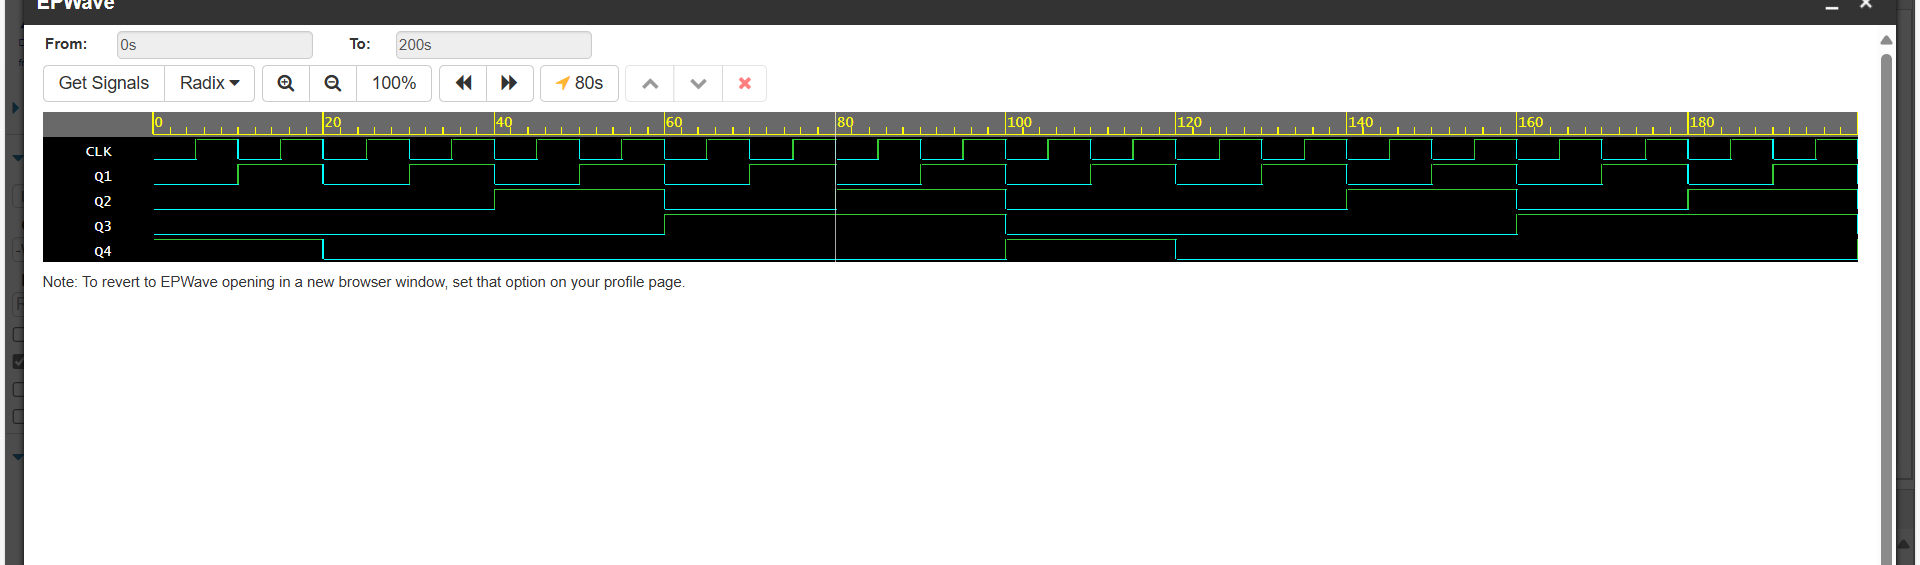 EPWave
From: 0s To: 200s
Get Signals Radix 100% 80s
0 20 40 60 80 100 120 140 160 180
CLK
Q1
Q2
Q3
Q4
Note: To revert to EPWave opening in a new browser window, set that option on your profile page.